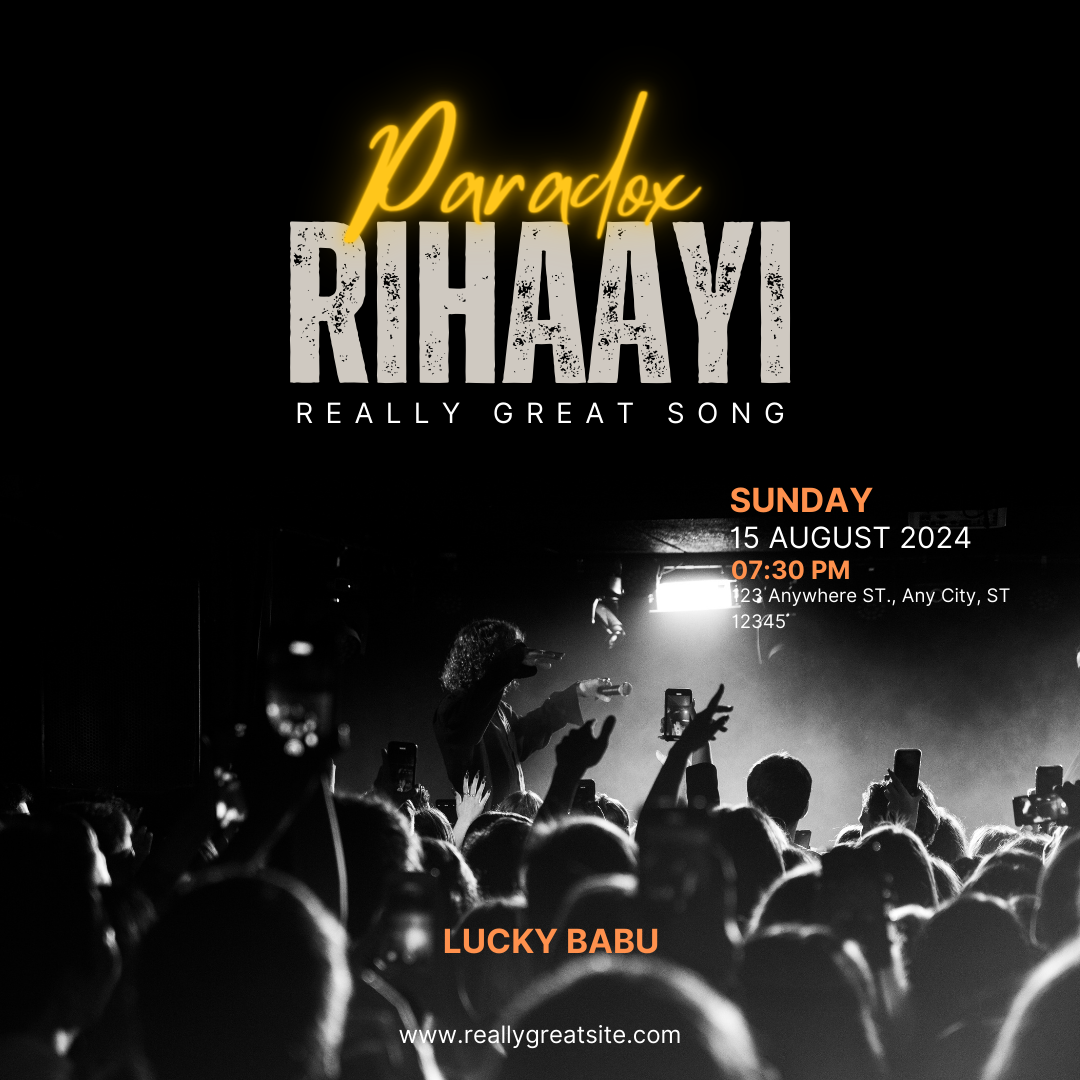 Paradox
RIHAAYI
REALLY GREAT SONG
SUNDAY
15 AUGUST 2024
07:30 PM
123 Anywhere ST., Any City, ST
12345
LUCKY BABU
www.reallygreatsite.com